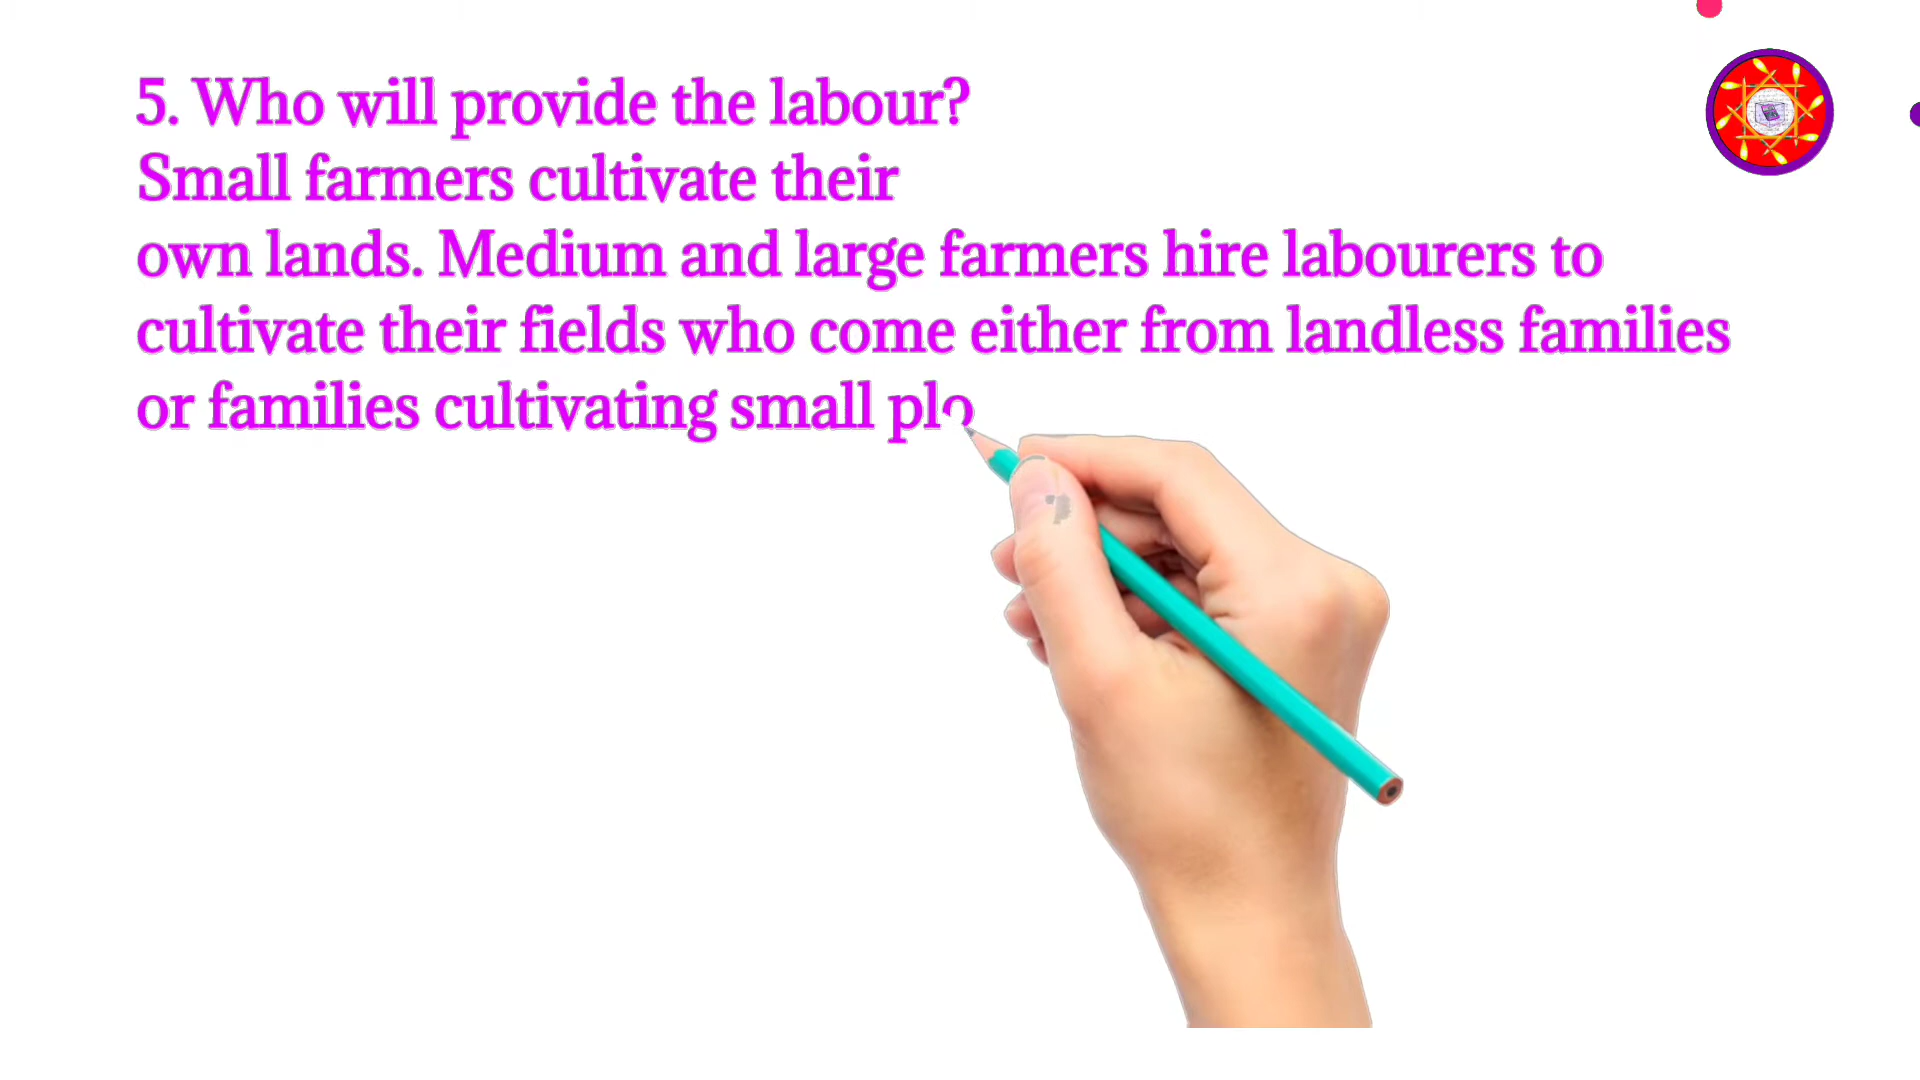 5. Who will provide the labour?
Small farmers cultivate their
own lands. Medium and large farmers hire labourers to
cultivate their fields who come either from landless families
or families cultivating small plo